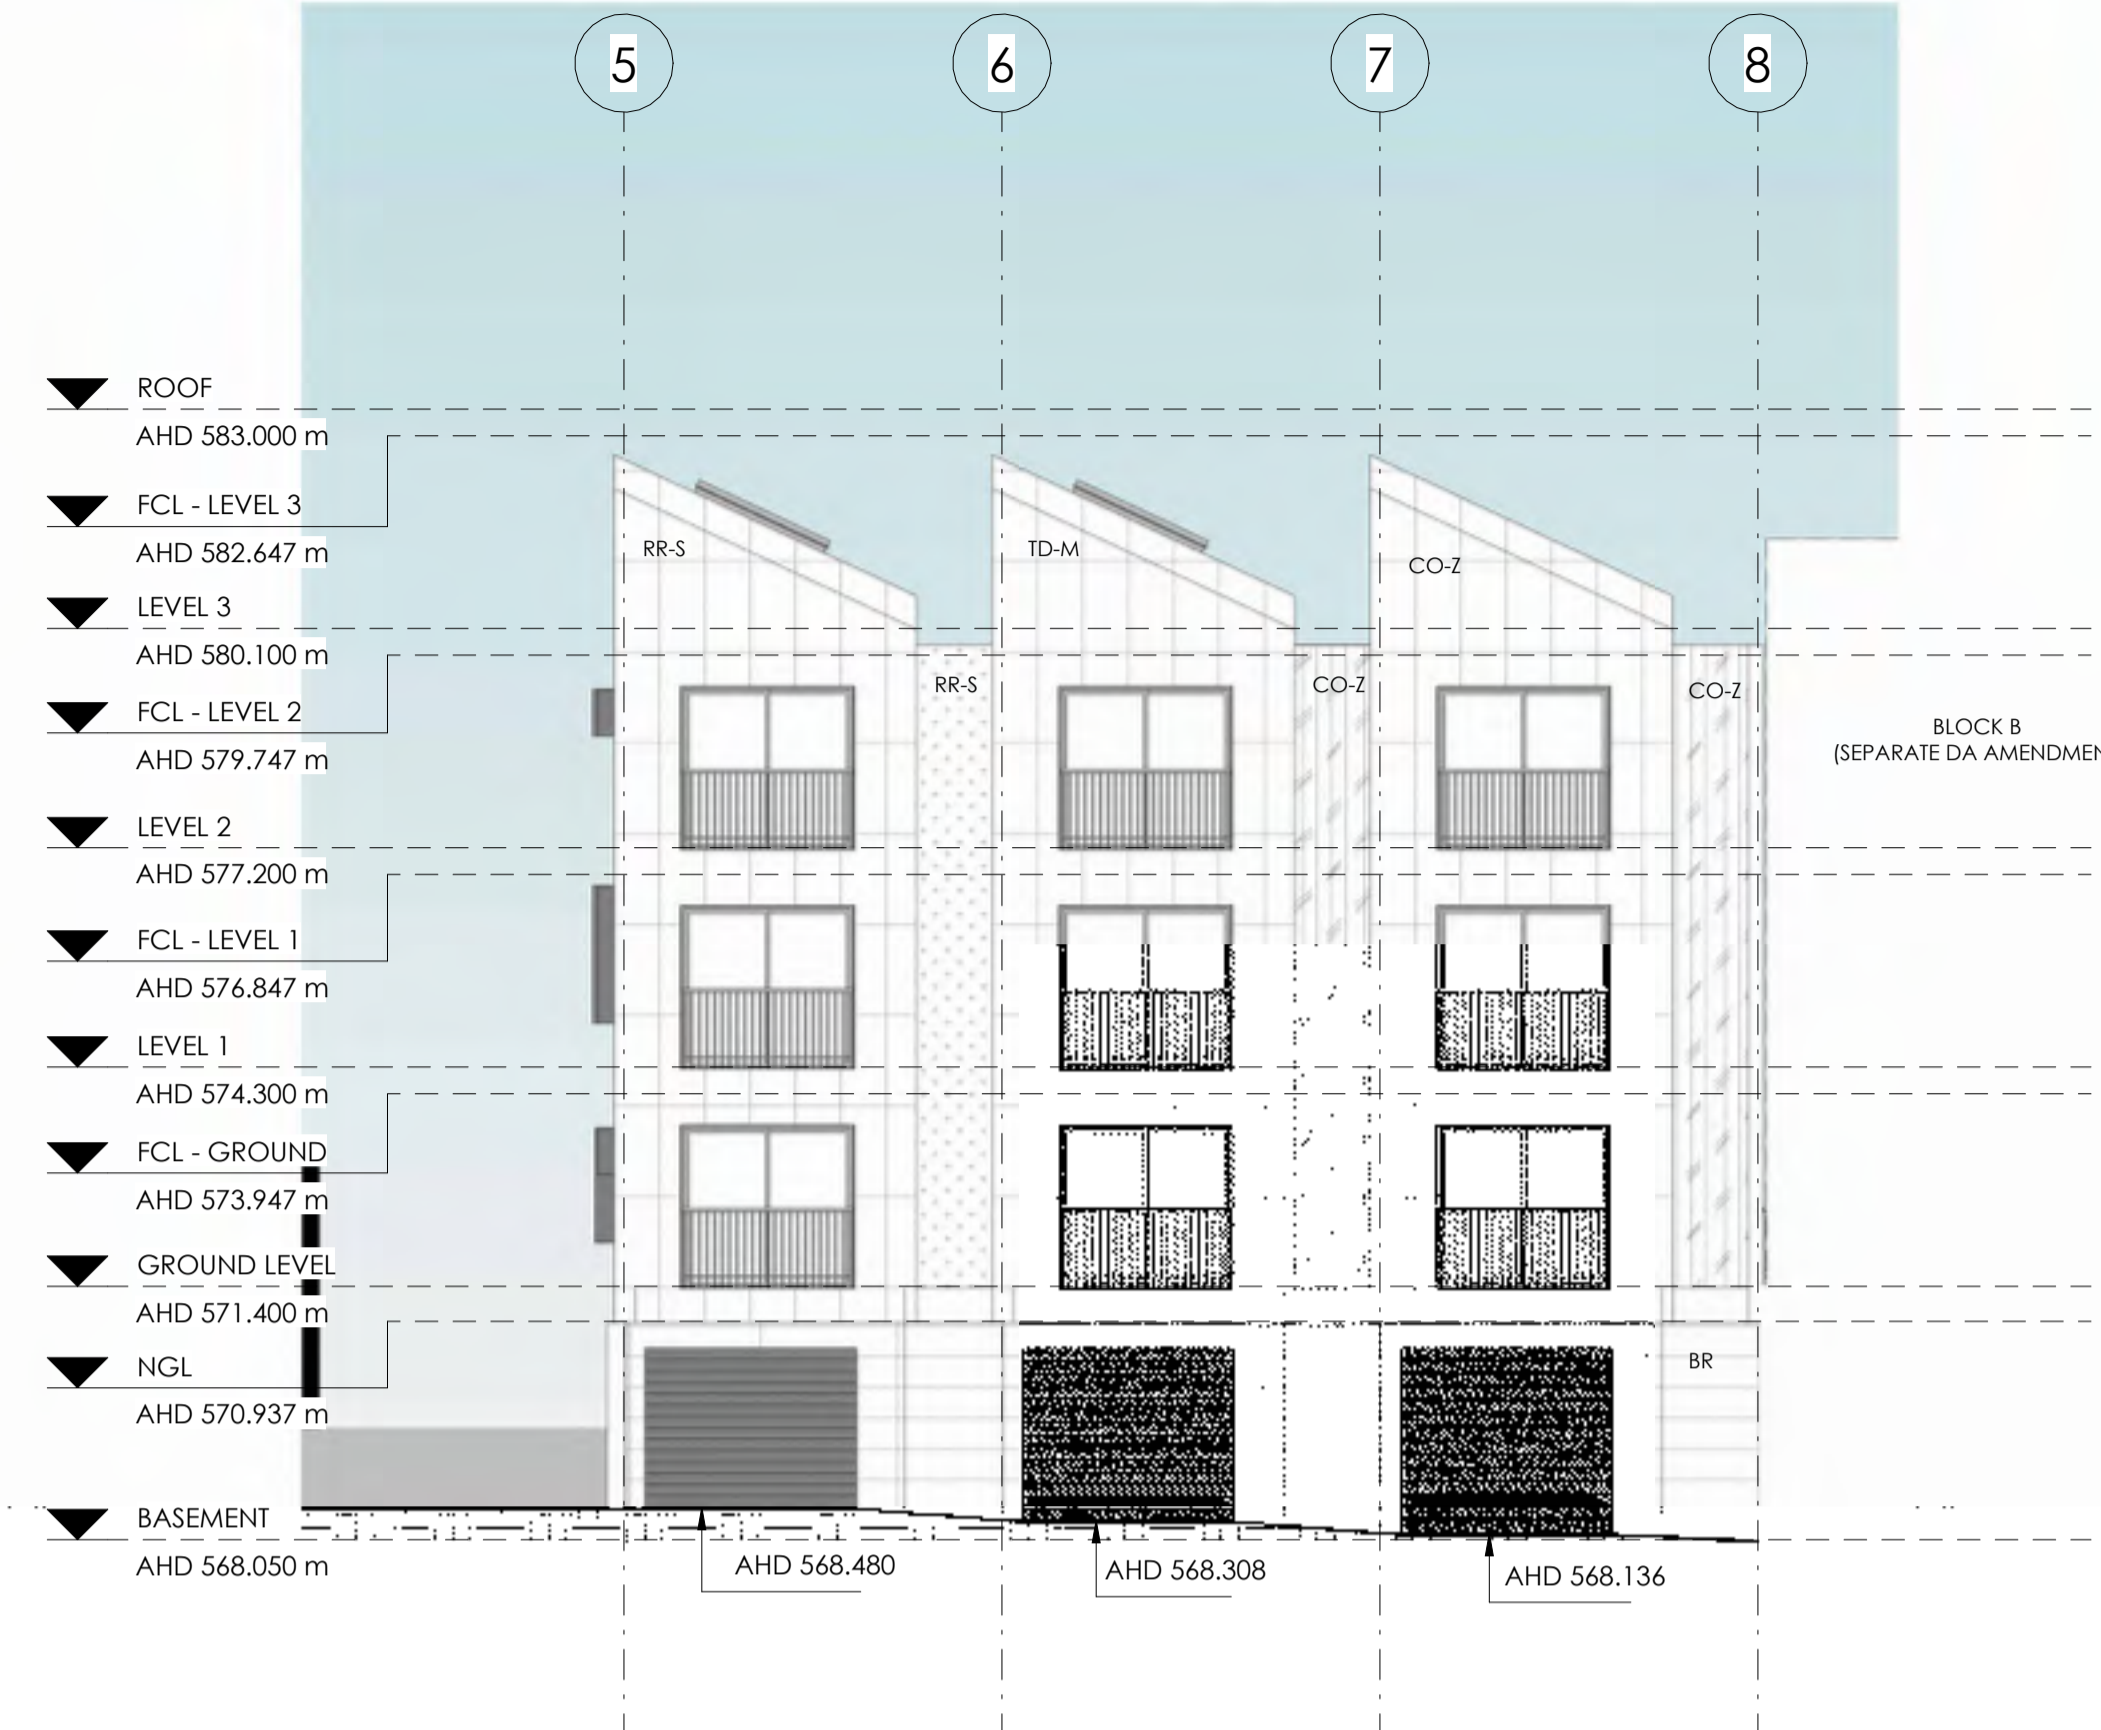 5
6
7
8
ROOF
AHD 583.000 m
FCL - LEVEL 3
AHD 582.647 m
RR-S
TD-M
CO-Z
LEVEL 3
AHD 580.100 m
RR-S
CO-Z
CO-Z
FCL - LEVEL 2
AHD 579.747 m
BLOCK B
(SEPARATE DA AMENDMEN
LEVEL 2
AHD 577.200 m
FCL - LEVEL 1
AHD 576.847 m
LEVEL 1
AHD 574.300 m
FCL - GROUND
AHD 573.947 m
GROUND LEVEL
AHD 571.400 m
NGL
AHD 570.937 m
BR
BASEMENT
AHD 568.050 m
AHD 568.480
AHD 568.308
AHD 568.136